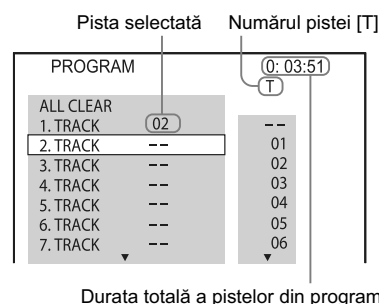 Pista selectată Numărul pistei [T]
PROGRAM 0: 03:51
T
ALL CLEAR
1. TRACK 02 – –
2. TRACK – – 01
3. TRACK – – 02
4. TRACK – – 03
5. TRACK – – 04
6. TRACK – – 05
7. TRACK – – 06
Durata totală a pistelor din program